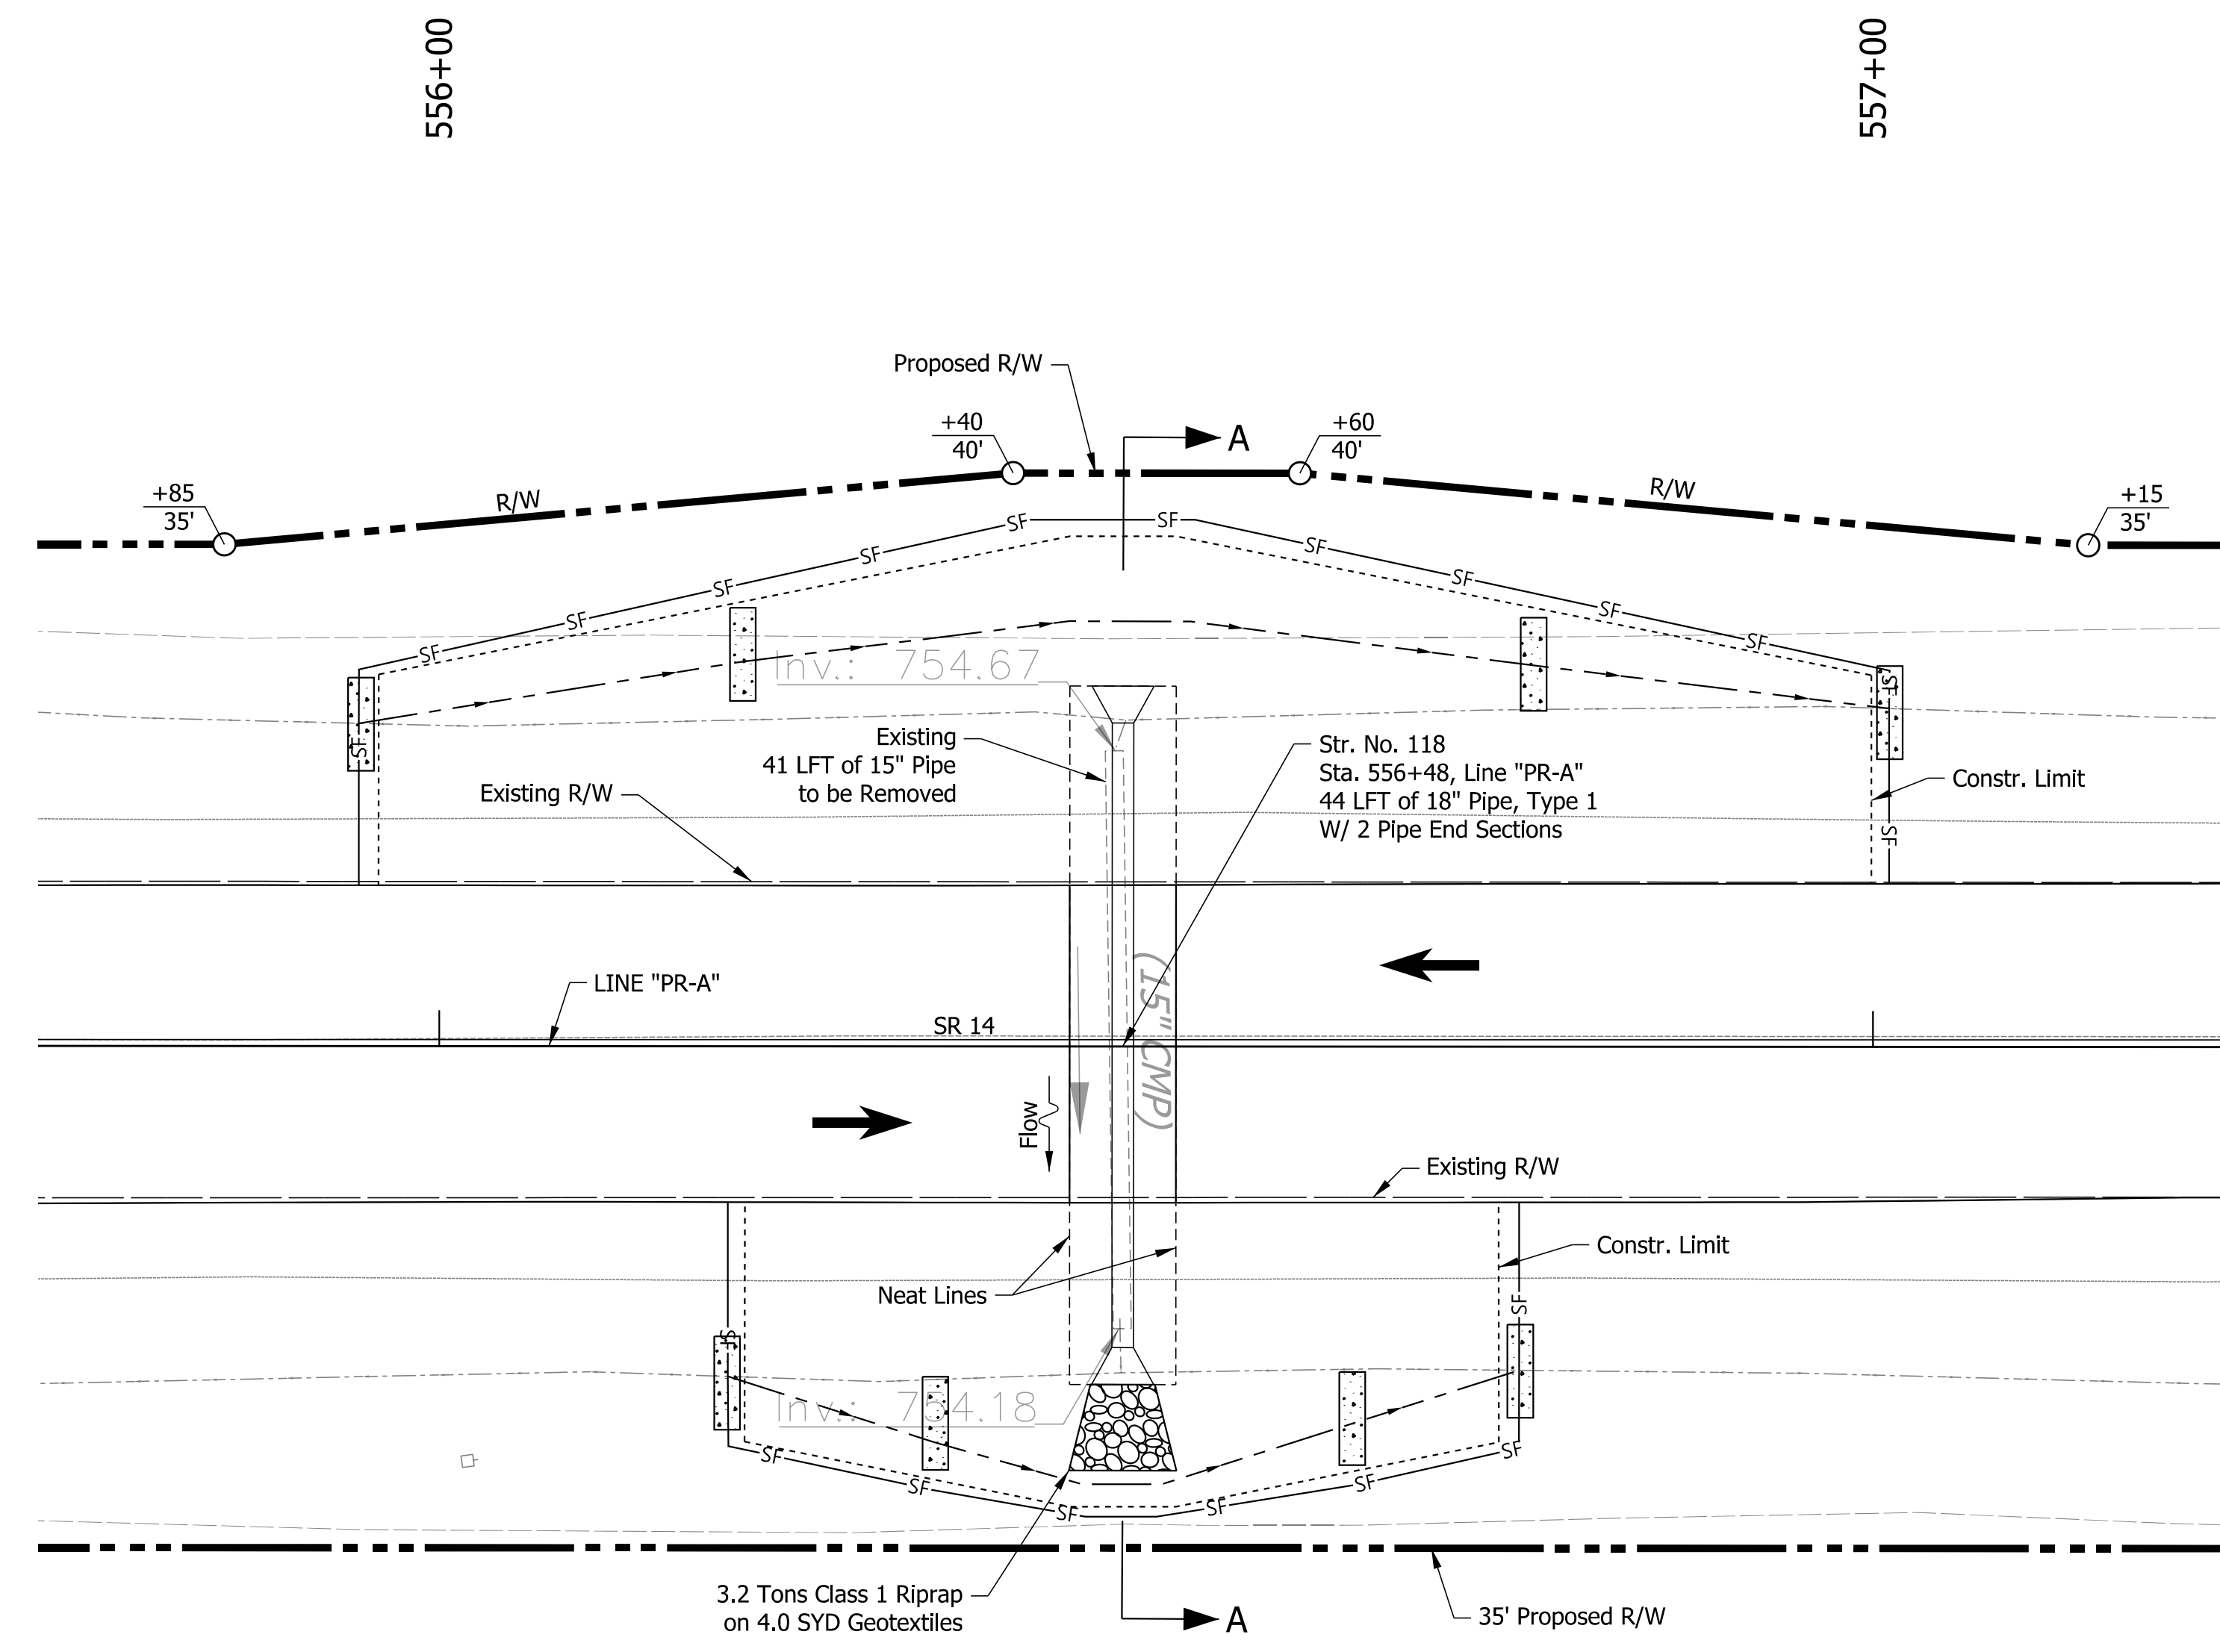 556+00
557+00
Proposed R/W
+40
40'
A
+60
40'
+85
35'
R/W
R/W
+15
35'
SF
SF
SF
SF
SF
SF
SF
SF
SF
SF
SF
SF
SF
Inv.: 754.67
Existing
41 LFT of 15" Pipe
to be Removed
Str. No. 118
Sta. 556+48, Line "PR-A"
44 LFT of 18" Pipe, Type 1
W/ 2 Pipe End Sections
Existing R/W
Constr. Limit
LINE "PR-A"
SR 14
(15" CMP)
Flow
Existing R/W
Constr. Limit
Neat Lines
SF
SF
Inv.: 754.18
SF
SF
SF
SF
SF
SF
3.2 Tons Class 1 Riprap
on 4.0 SYD Geotextiles
A
35' Proposed R/W